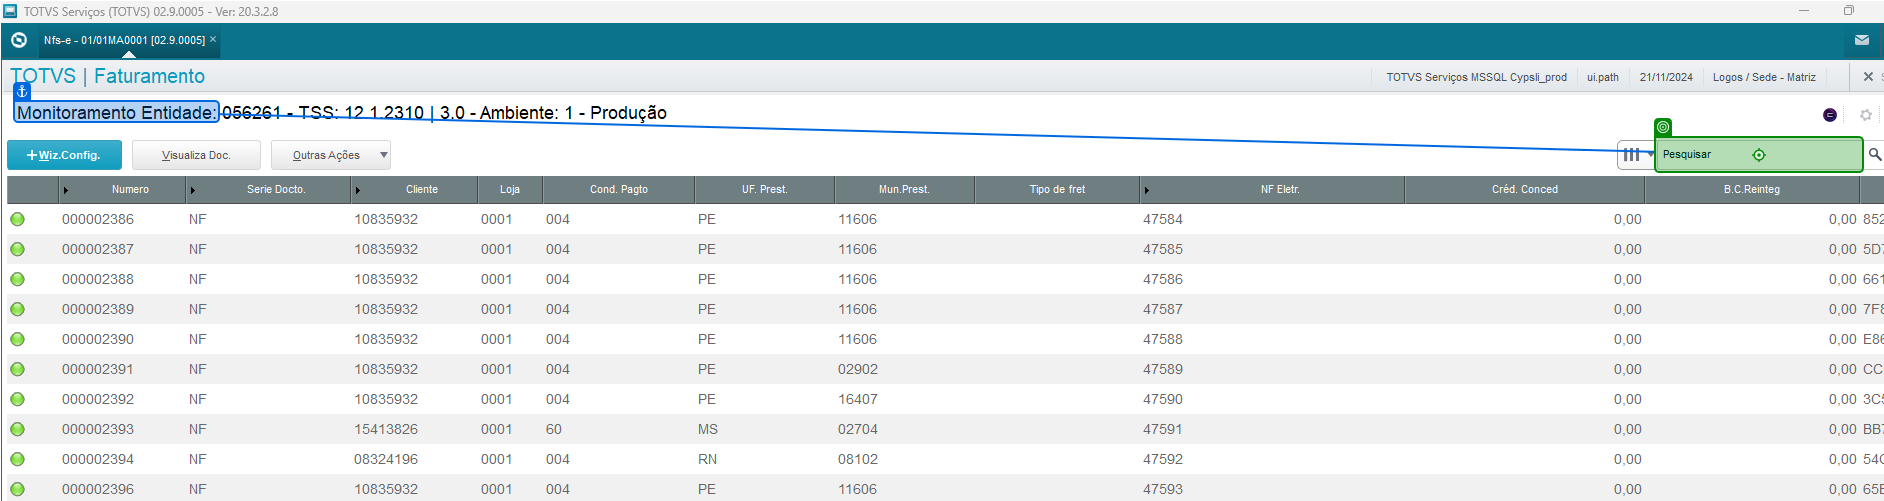 TOTVS Serviços (TOTVS) 02.9.0005 - Ver: 20.3.2.8
Nfs-e - 01/01MA0001 [02.9.0005] ×
TOTVS | Faturamento
TOTVS Serviços MSSQL Cypsli_prod ui.path 21/11/2024 Logos / Sede - Matriz
Monitoramento Entidade: 056261 - TSS: 12.1.2310 | 3.0 - Ambiente: 1 - Produção
+Wiz.Config. Visualiza Doc. Outras Ações Pesquisar
Numero Serie Docto. Cliente Loja Cond. Pagto UF. Prest. Mun.Prest. Tipo de fret NF Eletr. Créd. Conced B.C.Reinteg
000002386 NF 10835932 0001 004 PE 11606 47584 0,00 0,00 852
000002387 NF 10835932 0001 004 PE 11606 47585 0,00 0,00 5D7
000002388 NF 10835932 0001 004 PE 11606 47586 0,00 0,00 661
000002389 NF 10835932 0001 004 PE 11606 47587 0,00 0,00 7F8
000002390 NF 10835932 0001 004 PE 11606 47588 0,00 0,00 E86
000002391 NF 10835932 0001 004 PE 02902 47589 0,00 0,00 CC
000002392 NF 10835932 0001 004 PE 16407 47590 0,00 0,00 3C5
000002393 NF 15413826 0001 60 MS 02704 47591 0,00 0,00 BB7
000002394 NF 08324196 0001 004 RN 08102 47592 0,00 0,00 54C
000002396 NF 10835932 0001 004 PE 11606 47593 0,00 0,00 65E